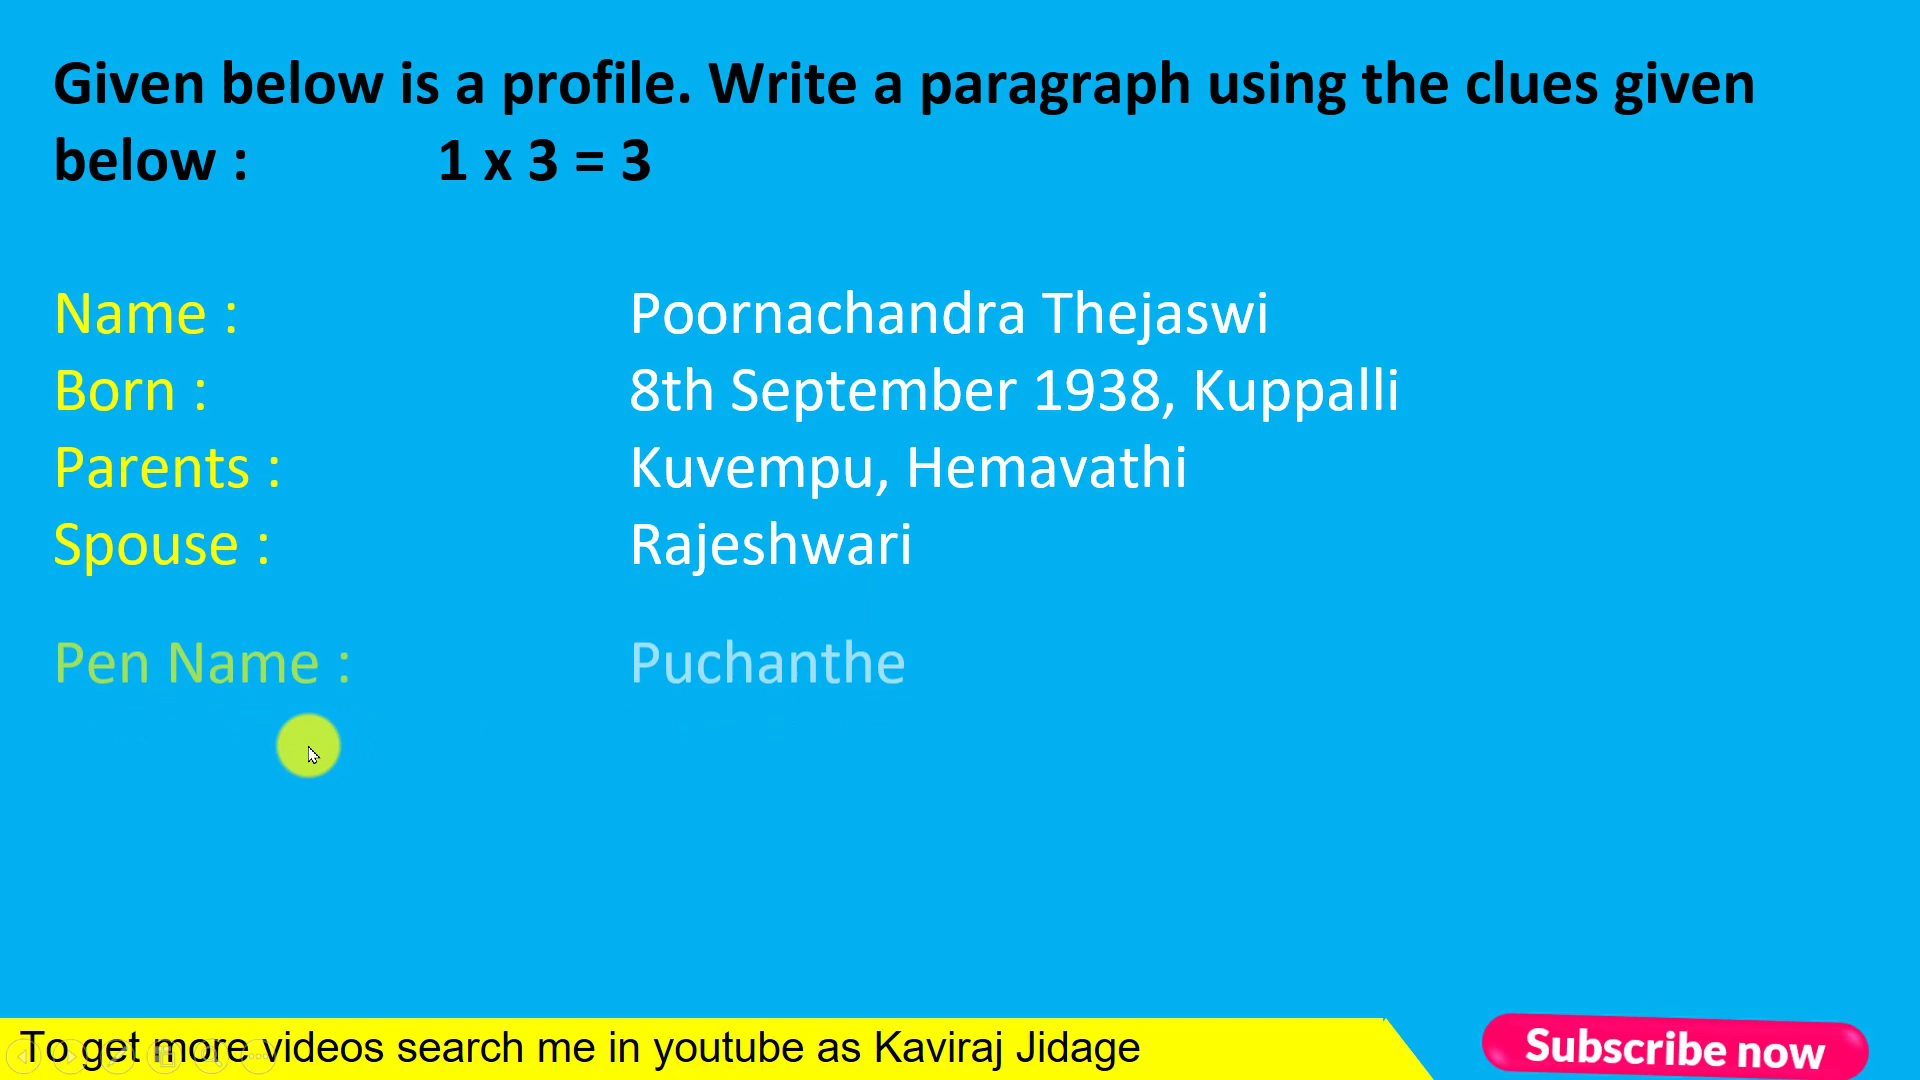 Given below is a profile. Write a paragraph using the clues given
below : 1 x 3 = 3
Name : Poornachandra Thejaswi
Born : 8th September 1938, Kuppalli
Parents : Kuvempu, Hemavathi
Spouse : Rajeshwari
Pen Name : Puchanthe
To get more videos search me in youtube as Kaviraj Jidage
Subscribe now